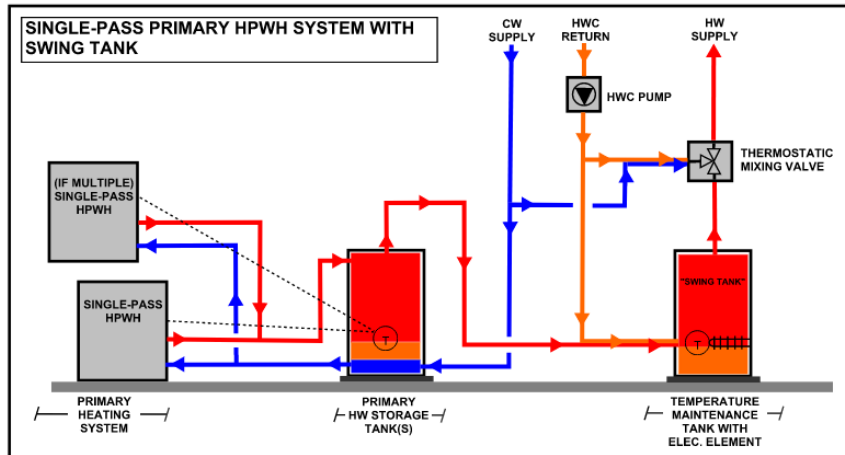 SINGLE-PASS PRIMARY HPWH SYSTEM WITH
SWING TANK
CW
SUPPLY
HWC
RETURN
HW
SUPPLY
HWC PUMP
THERMOSTATIC
MIXING VALVE
(IF MULTIPLE)
SINGLE-PASS
HPWH
SINGLE-PASS
HPWH
T
"SWING TANK"
T
PRIMARY
HEATING
SYSTEM
PRIMARY
HW STORAGE
TANK(S)
TEMPERATURE
MAINTENANCE
TANK WITH
ELEC. ELEMENT